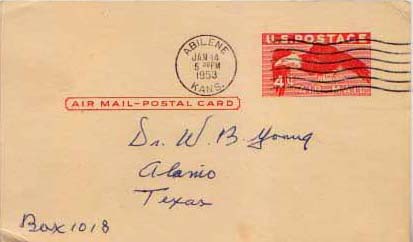 ABILENE
JAN 14
5 PM
1953
KANS.
U.S. POSTAGE
4¢
AIR MAIL
AIR MAIL-POSTAL CARD
Dr. W B Young
Alamo
Texas
Box 1018